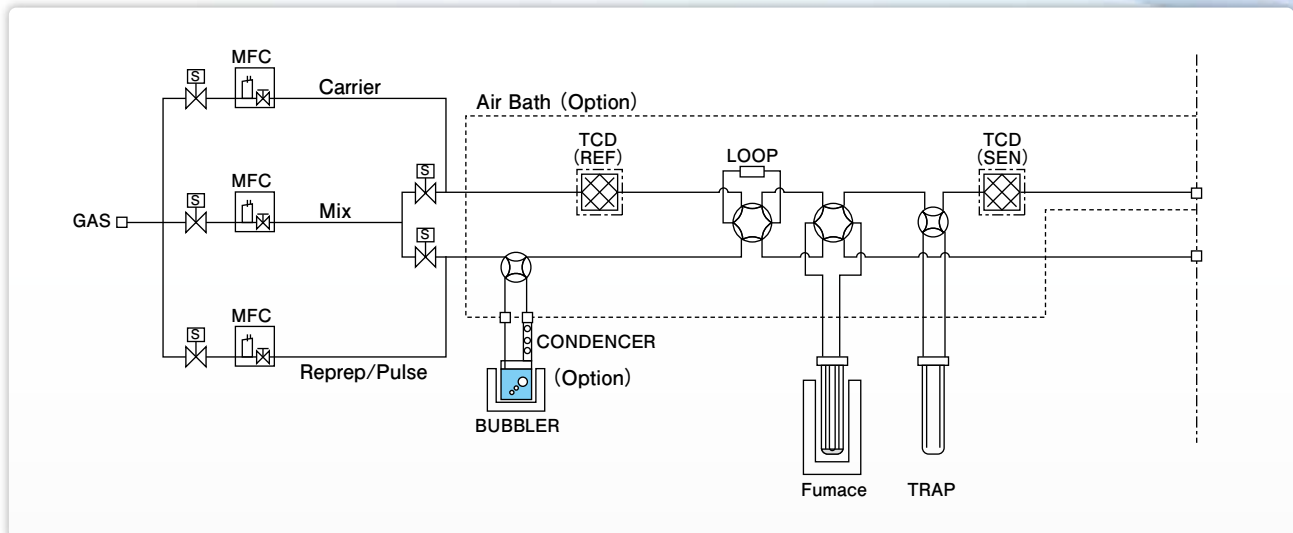 MFC
S
Carrier
Air Bath (Option)
TCD
(REF)
LOOP
TCD
(SEN)
S
MFC
S
GAS
Mix
S
MFC
S
Reprep/Pulse
CONDENCER
(Option)
BUBBLER
Fumace
TRAP